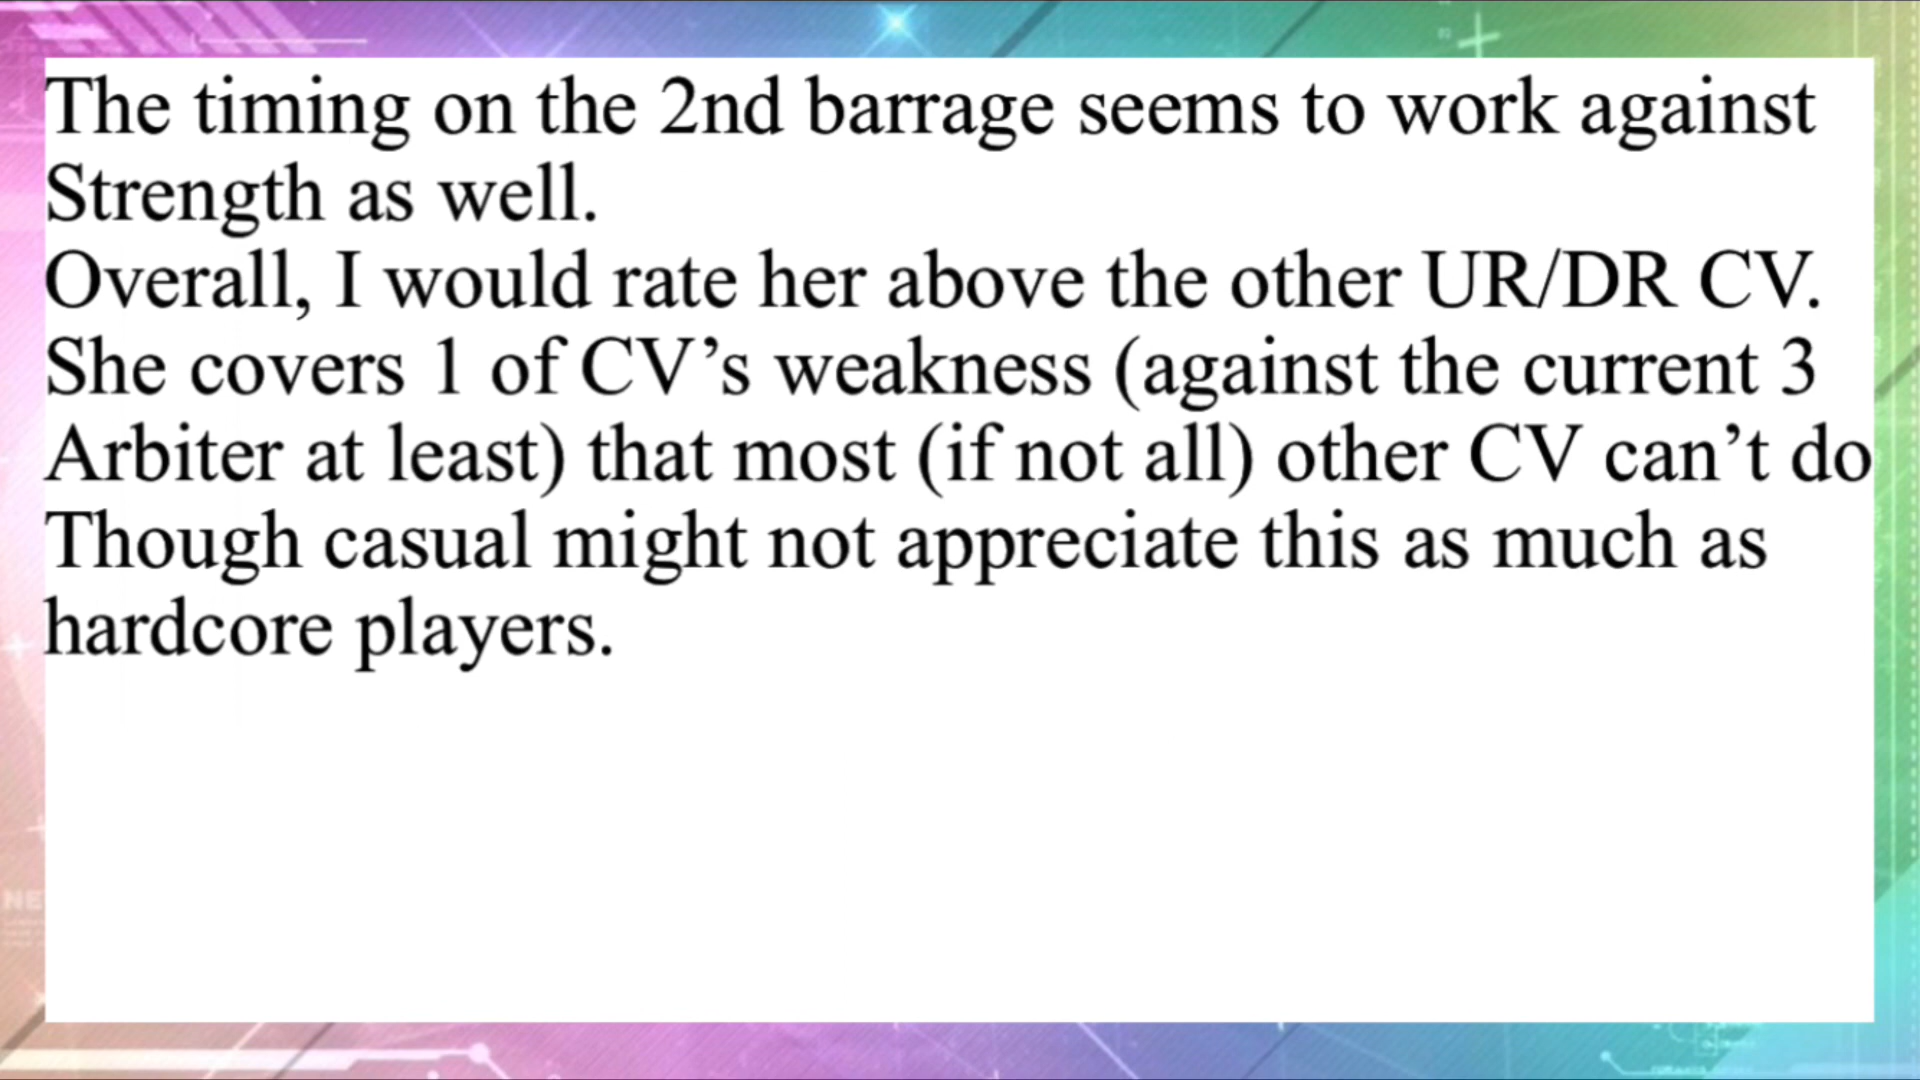 The timing on the 2nd barrage seems to work against
Strength as well.
Overall, I would rate her above the other UR/DR CV.
She covers 1 of CV’s weakness (against the current 3
Arbiter at least) that most (if not all) other CV can’t do
Though casual might not appreciate this as much as
hardcore players.
NE